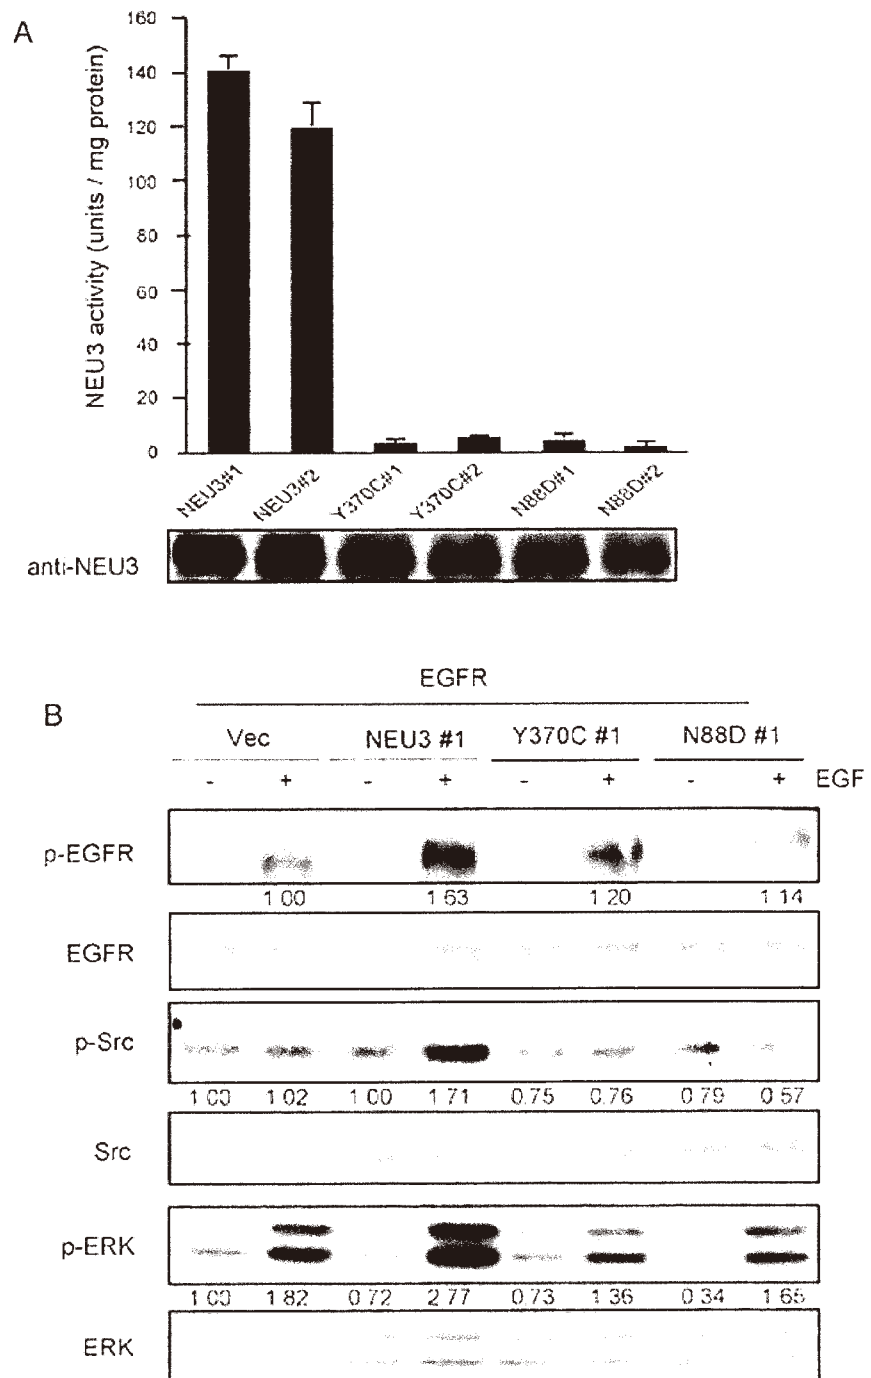 A
NEU3 activity (units / mg protein)
160
140
120
100
80
60
40
20
0
NEU3#1 NEU3#2 Y370C#1 Y370C#2 N88D#1 N88D#2
anti-NEU3
EGFR
B
Vec NEU3 #1 Y370C #1 N88D #1
- + - + - + - + EGF
p-EGFR
1.00 1.53 1.20 1.14
EGFR
p-Src
1.00 1.02 1.00 1.71 0.75 0.76 0.79 0.57
Src
p-ERK
1.00 1.82 0.72 2.77 0.73 1.36 0.34 1.65
ERK